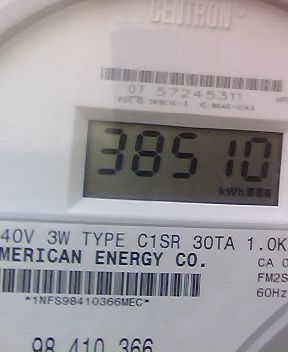 CENTRON®
07 57245311
38510
kWh
40V 3W TYPE C1SR 30TA 1.0K
MERICAN ENERGY CO.
CA 0
FM2S
60Hz
*1NFS98410366MEC*
98 410 366